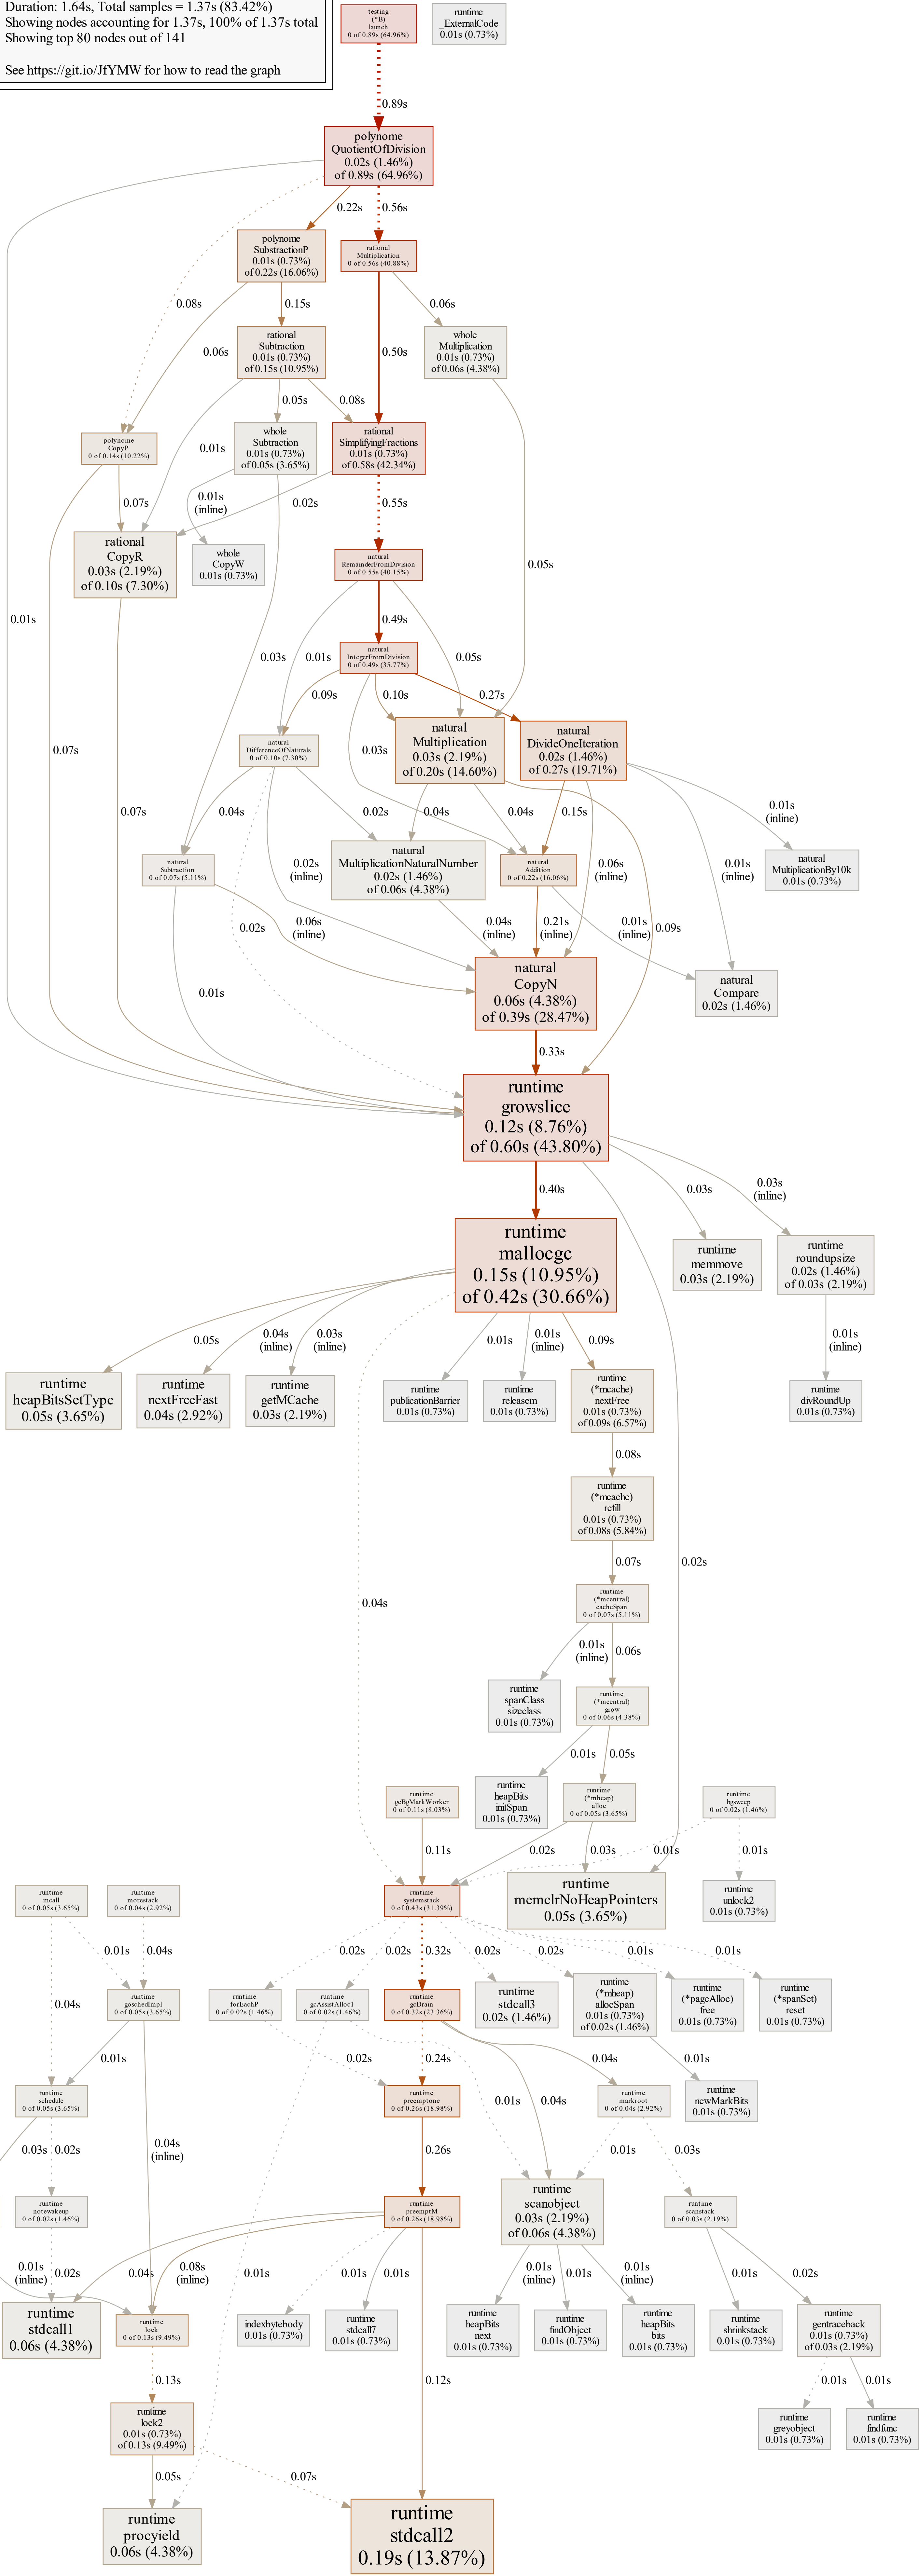 Duration: 1.64s, Total samples = 1.37s (83.42%)
Showing nodes accounting for 1.37s, 100% of 1.37s total
Showing top 80 nodes out of 141
See https://git.io/JfYMW for how to read the graph
testing
(*B)
launch
0 of 0.89s (64.96%)
runtime
_ExternalCode
0.01s (0.73%)
0.89s
polynome
QuotientOfDivision
0.02s (1.46%)
of 0.89s (64.96%)
0.22s
0.56s
polynome
SubstractionP
0.01s (0.73%)
of 0.22s (16.06%)
rational
Multiplication
0 of 0.56s (40.88%)
0.08s
0.15s
0.06s
0.06s
0.50s
rational
Subtraction
0.01s (0.73%)
of 0.15s (10.95%)
whole
Multiplication
0.01s (0.73%)
of 0.06s (4.38%)
0.05s
0.08s
polynome
CopyP
0 of 0.14s (10.22%)
0.01s
whole
Subtraction
0.01s (0.73%)
of 0.05s (3.65%)
rational
SimplifyingFractions
0.01s (0.73%)
of 0.58s (42.34%)
0.07s
0.01s
(inline)
0.02s
0.55s
rational
CopyR
0.03s (2.19%)
of 0.10s (7.30%)
whole
CopyW
0.01s (0.73%)
natural
RemainderFromDivision
0 of 0.55s (40.15%)
0.05s
0.01s
0.49s
0.03s
0.01s
0.05s
natural
IntegerFromDivision
0 of 0.49s (35.77%)
0.09s
0.10s
0.27s
0.07s
natural
DifferenceOfNaturals
0 of 0.10s (7.30%)
0.03s
natural
Multiplication
0.03s (2.19%)
of 0.20s (14.60%)
natural
DivideOneIteration
0.02s (1.46%)
of 0.27s (19.71%)
0.07s
0.04s
0.02s
0.04s
0.04s
0.15s
0.01s
(inline)
natural
Subtraction
0 of 0.07s (5.11%)
0.02s
(inline)
natural
MultiplicationNaturalNumber
0.02s (1.46%)
of 0.06s (4.38%)
natural
Addition
0 of 0.22s (16.06%)
0.06s
(inline)
0.01s
(inline)
natural
MultiplicationBy10k
0.01s (0.73%)
0.02s
0.06s
(inline)
0.04s
(inline)
0.21s
(inline)
0.01s
(inline)
0.09s
0.01s
natural
CopyN
0.06s (4.38%)
of 0.39s (28.47%)
natural
Compare
0.02s (1.46%)
0.33s
runtime
growslice
0.12s (8.76%)
of 0.60s (43.80%)
0.40s
0.03s
0.03s
(inline)
runtime
mallocgc
0.15s (10.95%)
of 0.42s (30.66%)
runtime
memmove
0.03s (2.19%)
runtime
roundupsize
0.02s (1.46%)
of 0.03s (2.19%)
0.05s
0.04s
(inline)
0.03s
(inline)
0.01s
0.01s
(inline)
0.09s
0.01s
(inline)
runtime
heapBitsSetType
0.05s (3.65%)
runtime
nextFreeFast
0.04s (2.92%)
runtime
getMCache
0.03s (2.19%)
runtime
publicationBarrier
0.01s (0.73%)
runtime
releasem
0.01s (0.73%)
runtime
(*mcache)
nextFree
0.01s (0.73%)
of 0.09s (6.57%)
runtime
divRoundUp
0.01s (0.73%)
0.08s
runtime
(*mcache)
refill
0.01s (0.73%)
of 0.08s (5.84%)
0.07s
0.02s
0.04s
runtime
(*mcentral)
cacheSpan
0 of 0.07s (5.11%)
0.01s
(inline)
0.06s
runtime
spanClass
sizeclass
0.01s (0.73%)
runtime
(*mcentral)
grow
0 of 0.06s (4.38%)
0.01s
0.05s
runtime
gcBgMarkWorker
0 of 0.11s (8.03%)
runtime
heapBits
initSpan
0.01s (0.73%)
runtime
(*mheap)
alloc
0 of 0.05s (3.65%)
runtime
bgsweep
0 of 0.02s (1.46%)
0.11s
0.02s
0.03s
0.01s
0.01s
runtime
mcall
0 of 0.05s (3.65%)
runtime
morestack
0 of 0.04s (2.92%)
runtime
systemstack
0 of 0.43s (31.39%)
runtime
memclrNoHeapPointers
0.05s (3.65%)
runtime
unlock2
0.01s (0.73%)
0.01s
0.04s
0.02s
0.02s
0.32s
0.02s
0.02s
0.01s
0.01s
0.04s
runtime
goschedImpl
0 of 0.05s (3.65%)
runtime
forEachP
0 of 0.02s (1.46%)
runtime
gcAssistAlloc1
0 of 0.02s (1.46%)
runtime
gcDrain
0 of 0.32s (23.36%)
runtime
stdcall3
0.02s (1.46%)
runtime
(*mheap)
allocSpan
0.01s (0.73%)
of 0.02s (1.46%)
runtime
(*pageAlloc)
free
0.01s (0.73%)
runtime
(*spanSet)
reset
0.01s (0.73%)
0.01s
0.02s
0.24s
0.04s
0.01s
runtime
schedule
0 of 0.05s (3.65%)
runtime
preemptone
0 of 0.26s (18.98%)
0.01s
0.04s
runtime
markroot
0 of 0.04s (2.92%)
runtime
newMarkBits
0.01s (0.73%)
0.03s
0.02s
0.04s
(inline)
0.26s
0.01s
0.03s
runtime
notewakeup
0 of 0.02s (1.46%)
runtime
preemptM
0 of 0.26s (18.98%)
runtime
scanobject
0.03s (2.19%)
of 0.06s (4.38%)
runtime
scanstack
0 of 0.03s (2.19%)
0.01s
(inline)
0.02s
0.04s
0.08s
(inline)
0.01s
0.01s
0.01s
0.01s
(inline)
0.01s
0.01s
(inline)
0.01s
0.02s
runtime
stdcall1
0.06s (4.38%)
runtime
lock
0 of 0.13s (9.49%)
indexbytebody
0.01s (0.73%)
runtime
stdcall7
0.01s (0.73%)
runtime
heapBits
next
0.01s (0.73%)
runtime
findObject
0.01s (0.73%)
runtime
heapBits
bits
0.01s (0.73%)
runtime
shrinkstack
0.01s (0.73%)
runtime
gentraceback
0.01s (0.73%)
of 0.03s (2.19%)
0.13s
0.12s
0.01s
0.01s
runtime
lock2
0.01s (0.73%)
of 0.13s (9.49%)
runtime
greyobject
0.01s (0.73%)
runtime
findfunc
0.01s (0.73%)
0.05s
0.07s
runtime
procyield
0.06s (4.38%)
runtime
stdcall2
0.19s (13.87%)